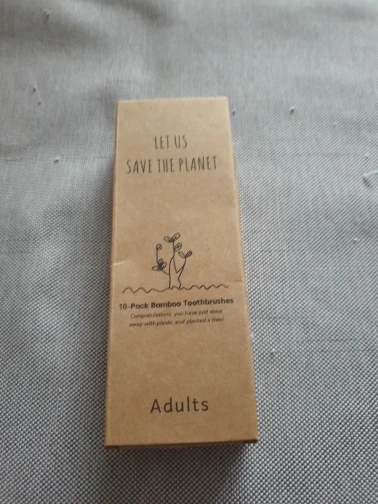 LET US
SAVE THE PLANET
10-Pack Bamboo Toothbrushes
Congratulations, you have just done
away with plastic and planted a tree!
Adults